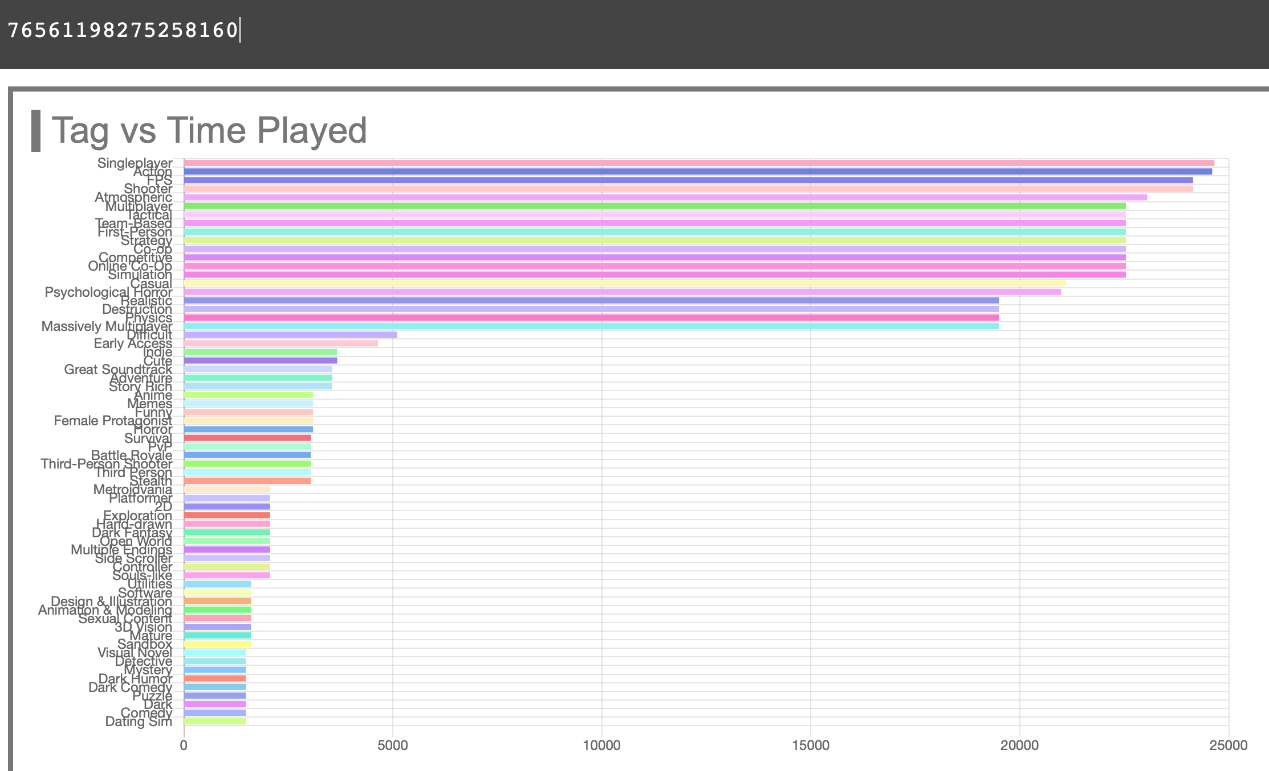 76561198275258160
Tag vs Time Played
Singleplayer
Action
FPS
Shooter
Atmospheric
Multiplayer
Tactical
Team-Based
First-Person
Strategy
Co-op
Competitive
Online Co-Op
Simulation
Casual
Psychological Horror
Realistic
Destruction
Physics
Massively Multiplayer
Difficult
Early Access
Indie
Cute
Great Soundtrack
Adventure
Story Rich
Anime
Memes
Funny
Female Protagonist
Horror
Survival
PvP
Battle Royale
Third-Person Shooter
Third Person
Stealth
Metroidvania
Platformer
2D
Exploration
Hand-drawn
Dark Fantasy
Open World
Multiple Endings
Side Scroller
Controller
Souls-like
Utilities
Software
Design & Illustration
Animation & Modeling
Sexual Content
3D Vision
Mature
Sandbox
Visual Novel
Detective
Mystery
Dark Humor
Dark Comedy
Puzzle
Dark
Comedy
Dating Sim
0 5000 10000 15000 20000 25000